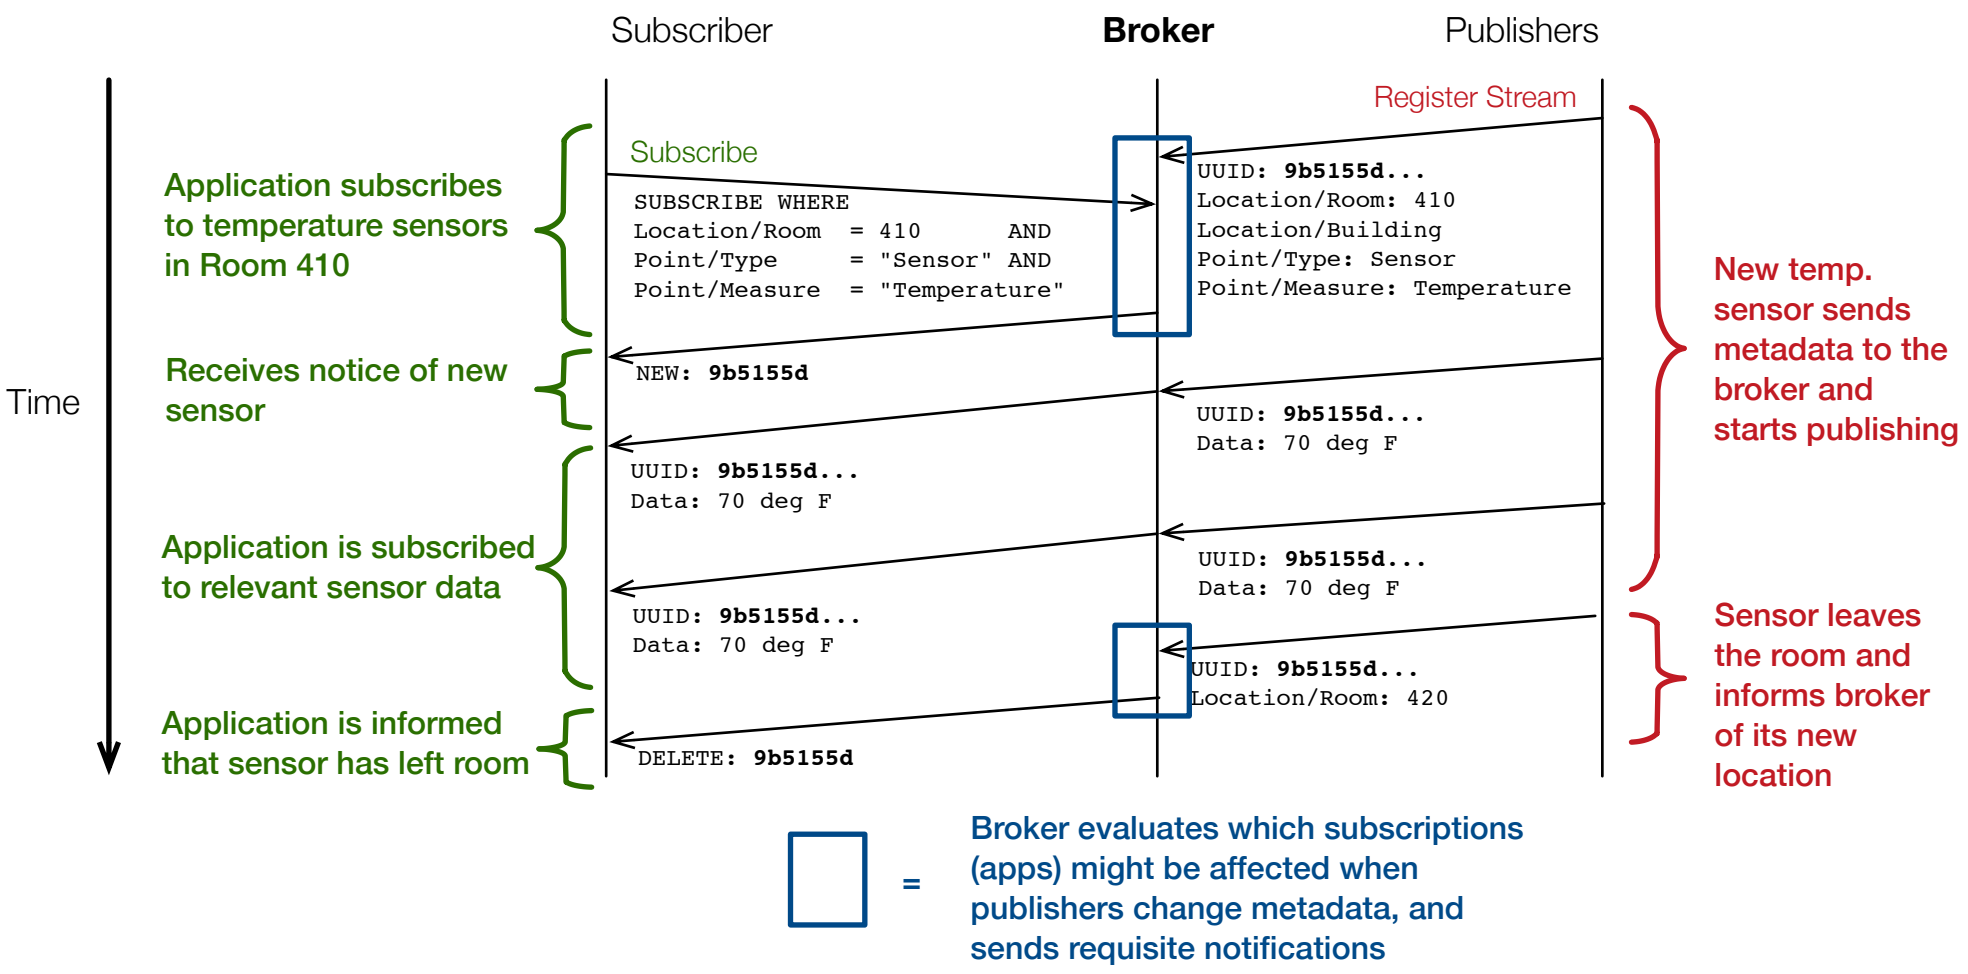 Subscriber
Broker
Publishers
Register Stream
Subscribe
Application subscribes
to temperature sensors
in Room 410
SUBSCRIBE WHERE
Location/Room  = 410      AND
Point/Type     = "Sensor" AND
Point/Measure  = "Temperature"
UUID: 9b5155d...
Location/Room: 410
Location/Building
Point/Type: Sensor
Point/Measure: Temperature
New temp.
sensor sends
metadata to the
broker and
starts publishing
Time
Receives notice of new
sensor
NEW: 9b5155d
UUID: 9b5155d...
Data: 70 deg F
UUID: 9b5155d...
Data: 70 deg F
Application is subscribed
to relevant sensor data
UUID: 9b5155d...
Data: 70 deg F
UUID: 9b5155d...
Data: 70 deg F
Sensor leaves
the room and
informs broker
of its new
location
UUID: 9b5155d...
Location/Room: 420
Application is informed
that sensor has left room
DELETE: 9b5155d
=
Broker evaluates which subscriptions
(apps) might be affected when
publishers change metadata, and
sends requisite notifications